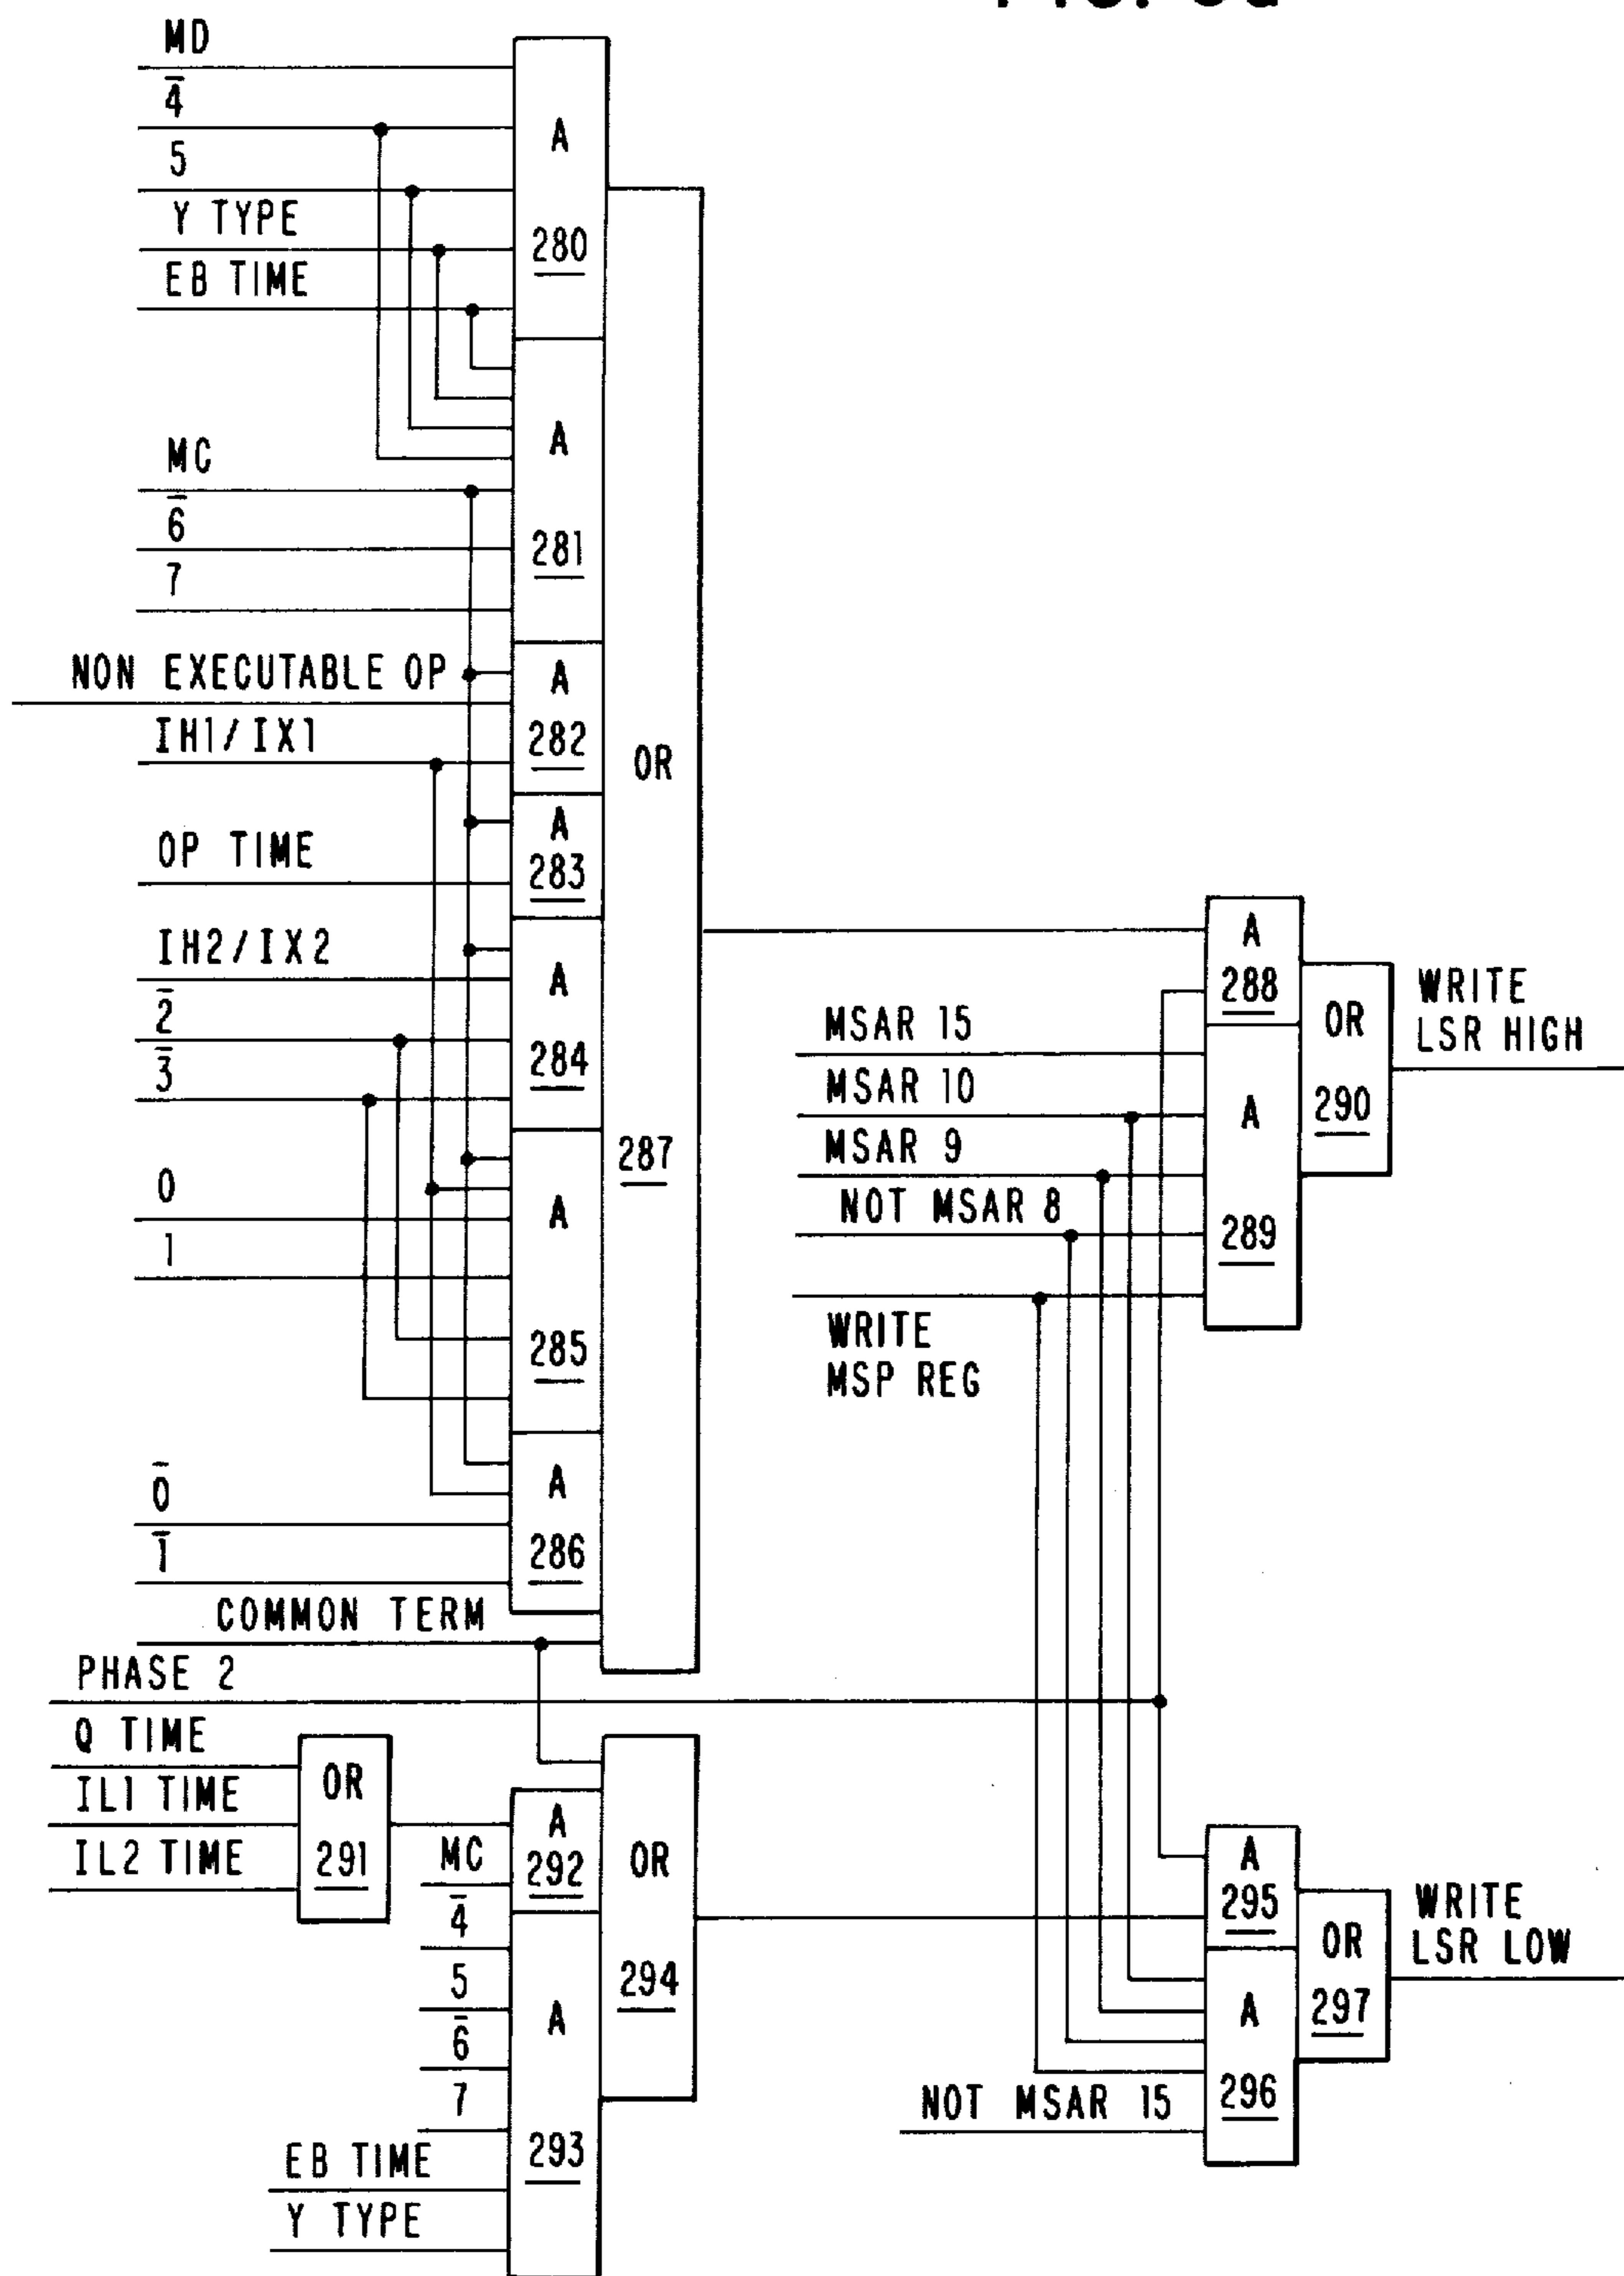 MD
4̅
A
5
Y TYPE
280
EB TIME
A
MC
6̅
281
7
NON EXECUTABLE OP
A
IH1/IX1
282
OR
A
OP TIME
283
IH2/IX2
A
2̅
284
3̅
287
0
A
1
285
0̅
A
1̅
286
COMMON TERM
PHASE 2
Q TIME
IL1 TIME
IL2 TIME
OR
291
A
292
MC
4̅
5
6̅
7
A
293
EB TIME
Y TYPE
OR
294
A
288
MSAR 15
MSAR 10
MSAR 9
NOT MSAR 8
WRITE
MSP REG
A
289
OR
290
WRITE
LSR HIGH
A
295
A
296
NOT MSAR 15
OR
297
WRITE
LSR LOW